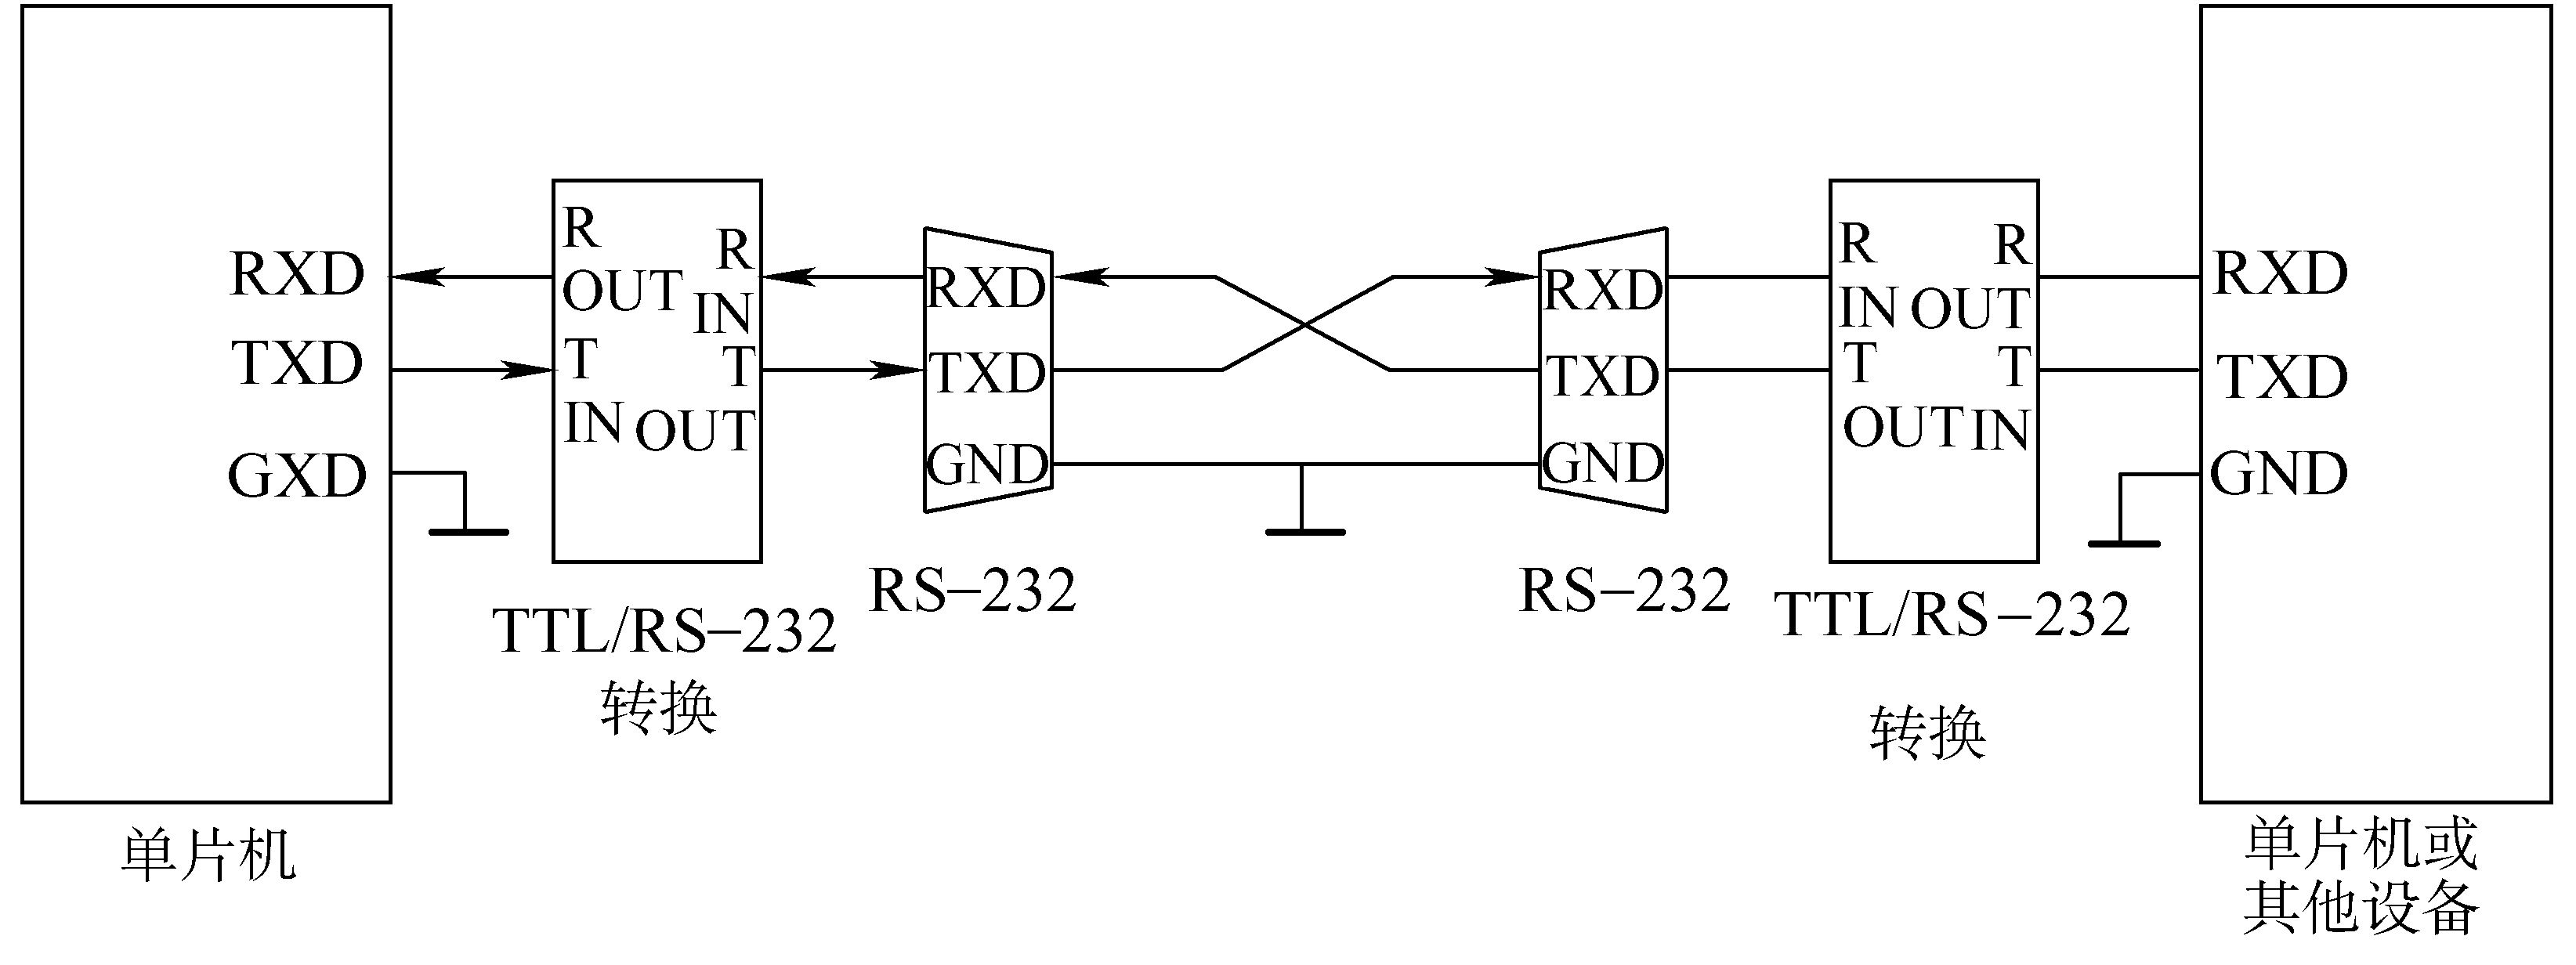 RXD
TXD
GXD
单片机
R
OUT
T
IN
R
IN
T
OUT
TTL/RS-232
转换
RXD
TXD
GND
RS-232
RXD
TXD
GND
RS-232
R
IN
T
OUT
R
OUT
T
IN
TTL/RS-232
转换
RXD
TXD
GND
单片机或
其他设备